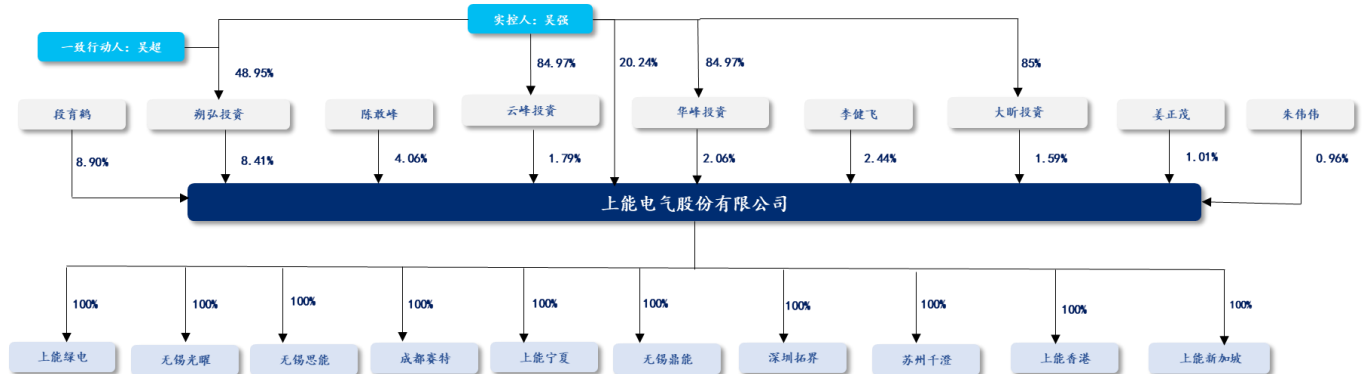 实控人：吴强
一致行动人：吴超
48.95%
84.97%
20.24%
84.97%
85%
段育鹤
朔弘投资
陈敢峰
云峰投资
华峰投资
李健飞
大昕投资
姜正茂
朱伟伟
8.90%
8.41%
4.06%
1.79%
2.06%
2.44%
1.59%
1.01%
0.96%
上能电气股份有限公司
100%
100%
100%
100%
100%
100%
100%
100%
100%
100%
上能绿电
无锡光曜
无锡思能
成都赛特
上能宁夏
无锡鼎能
深圳拓界
苏州千澄
上能香港
上能新加坡